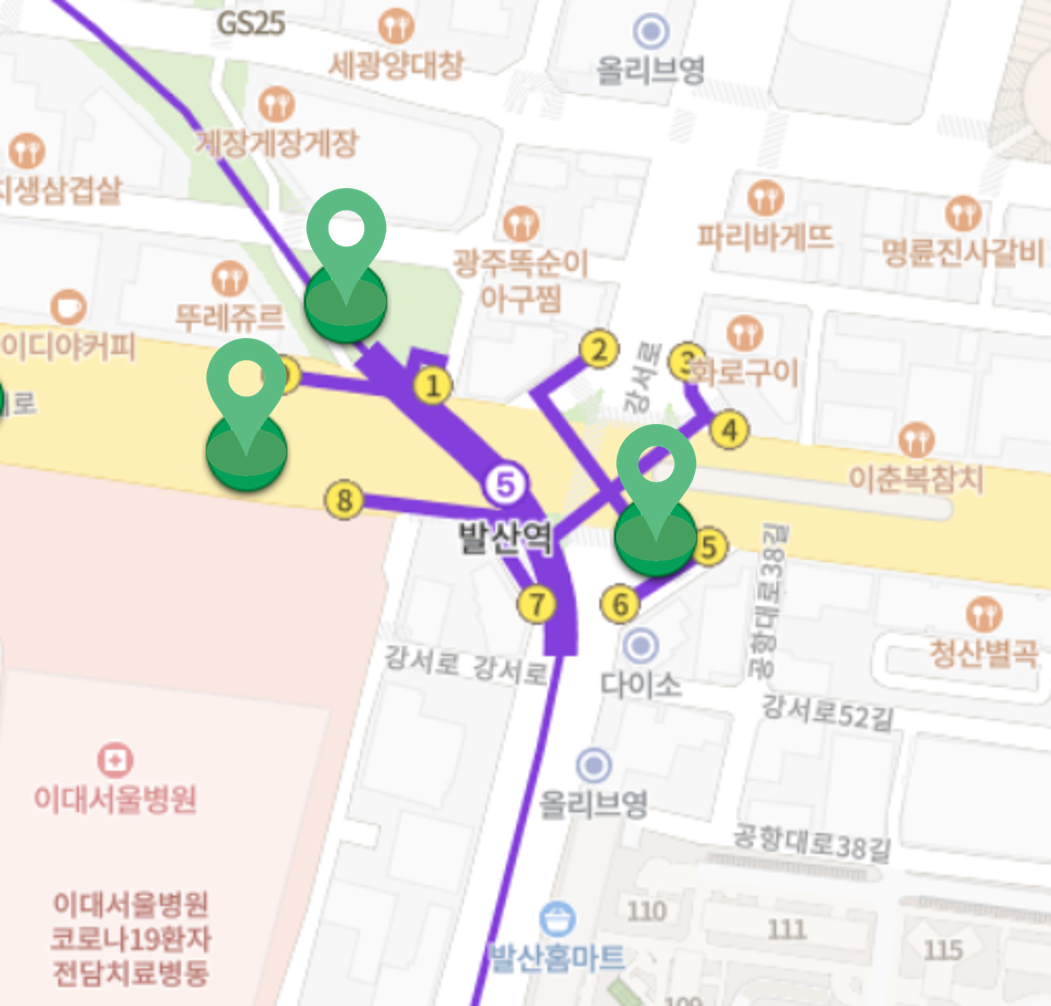 GS25
세광양대창
올리브영
게장게장게장
치생삼겹살
광주똑순이
아구찜
파리바게뜨
명륜진사갈비
뚜레쥬르
이디야커피
로
강서로
화로구이
2
3
1
4
이춘복참치
5
8
발산역
5
7
6
공항대로38길
청산별곡
강서로 강서로
다이소
강서로52길
이대서울병원
올리브영
공항대로38길
이대서울병원
코로나19환자
전담치료병동
110
111
115
발산홈마트
109